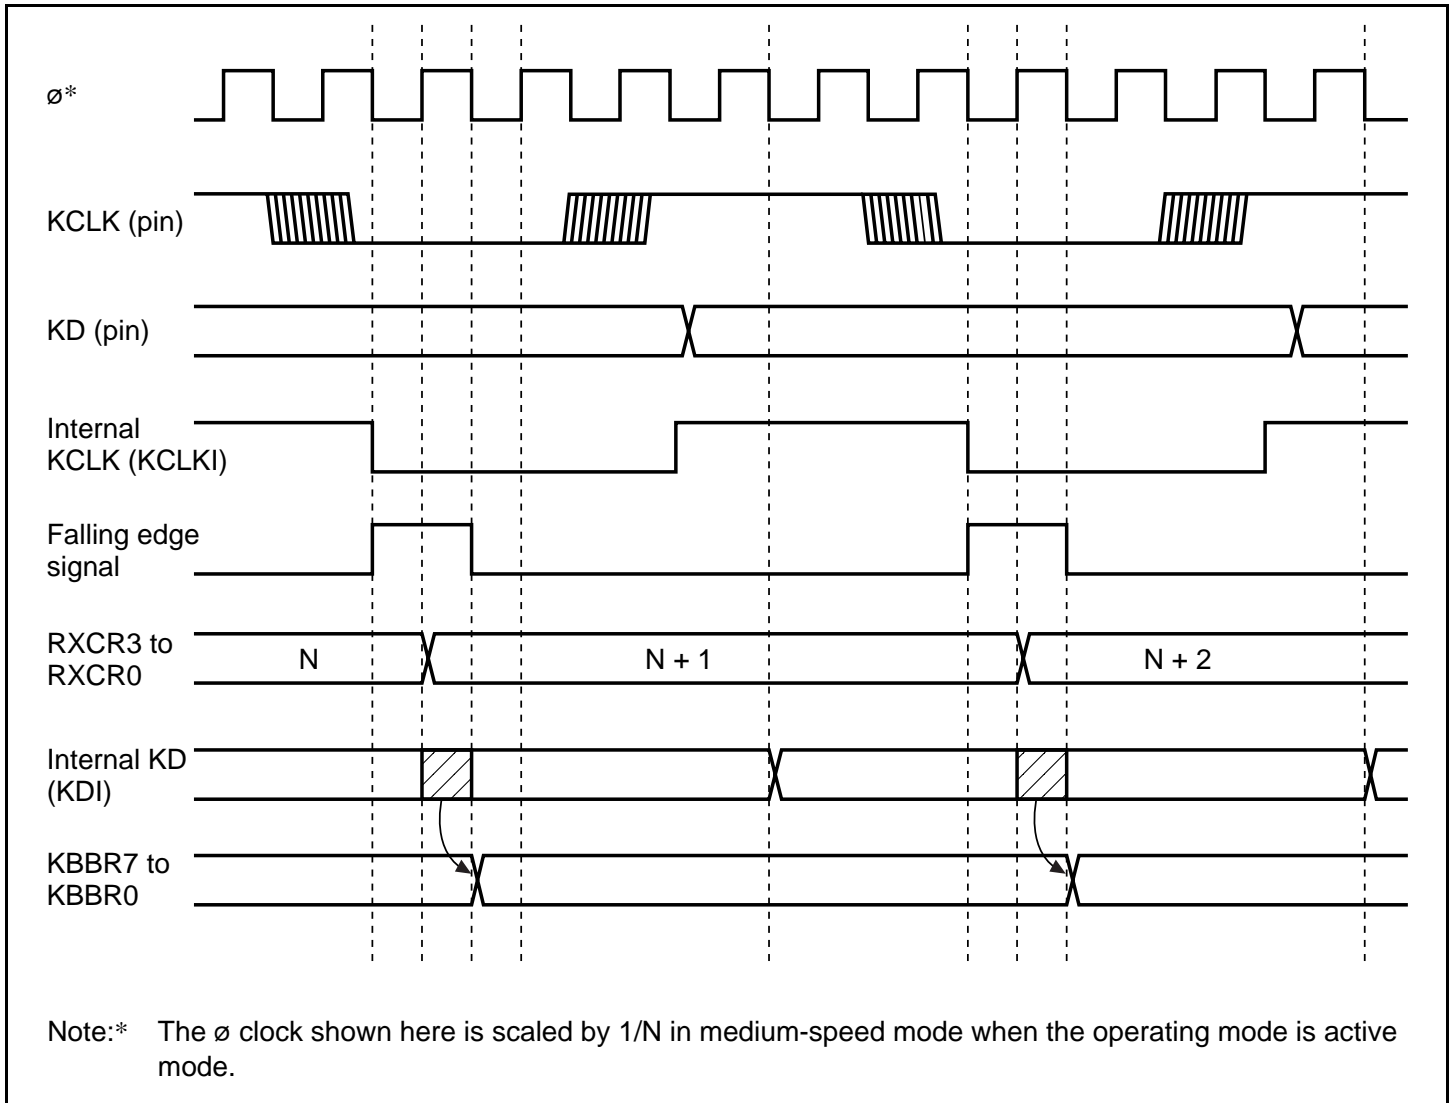 ø*
KCLK (pin)
KD (pin)
Internal
KCLK (KCLKI)
Falling edge
signal
RXCR3 to
RXCR0
N
N + 1
N + 2
Internal KD
(KDI)
KBBR7 to
KBBR0
Note:* The ø clock shown here is scaled by 1/N in medium-speed mode when the operating mode is active
mode.